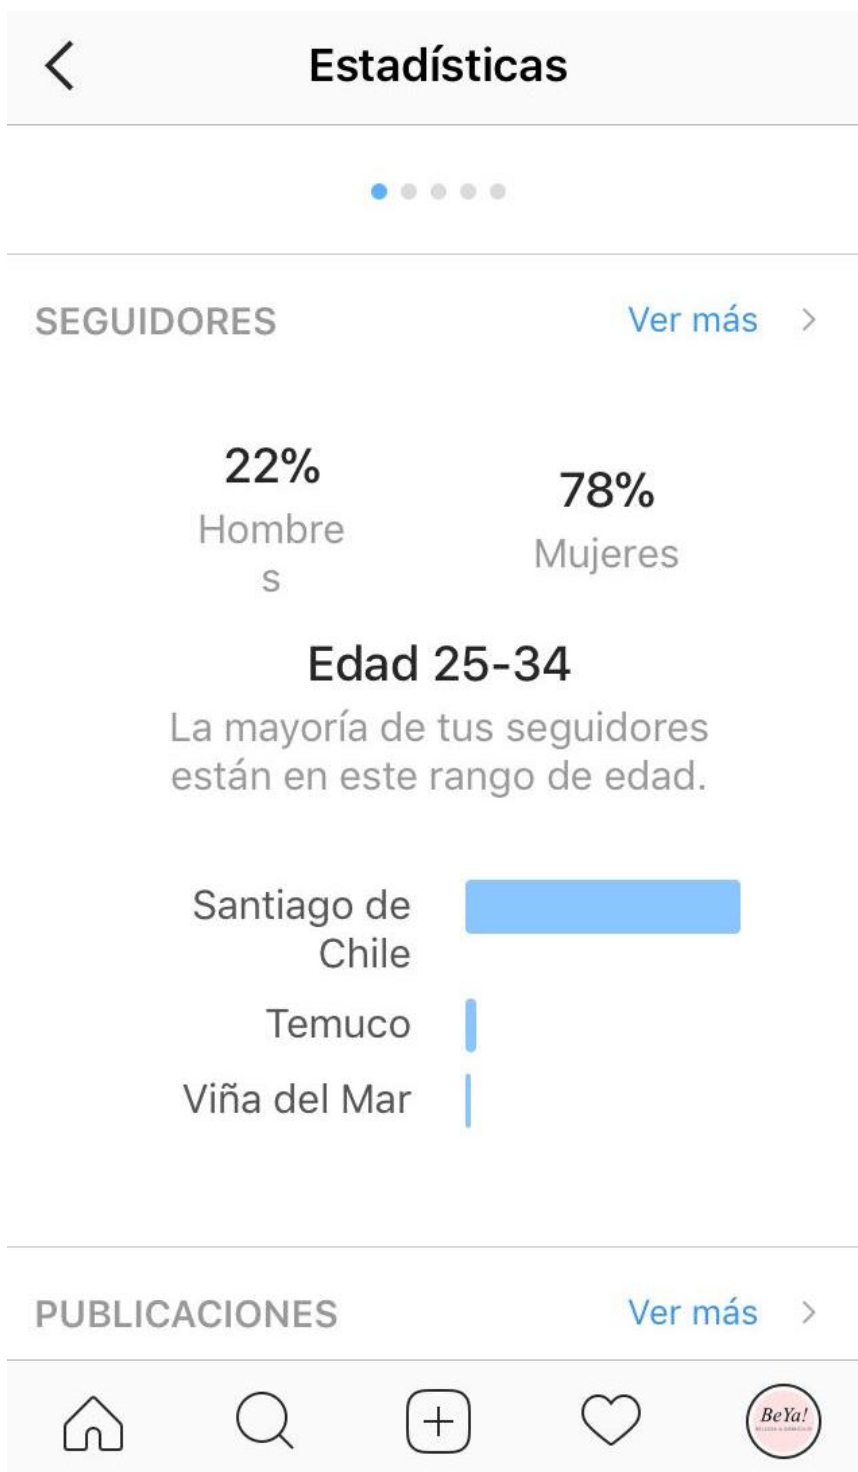 Estadísticas
SEGUIDORES
Ver más
22%
Hombre
s
78%
Mujeres
Edad 25-34
La mayoría de tus seguidores
están en este rango de edad.
Santiago de
Chile
Temuco
Viña del Mar
PUBLICACIONES
Ver más
BeYa!